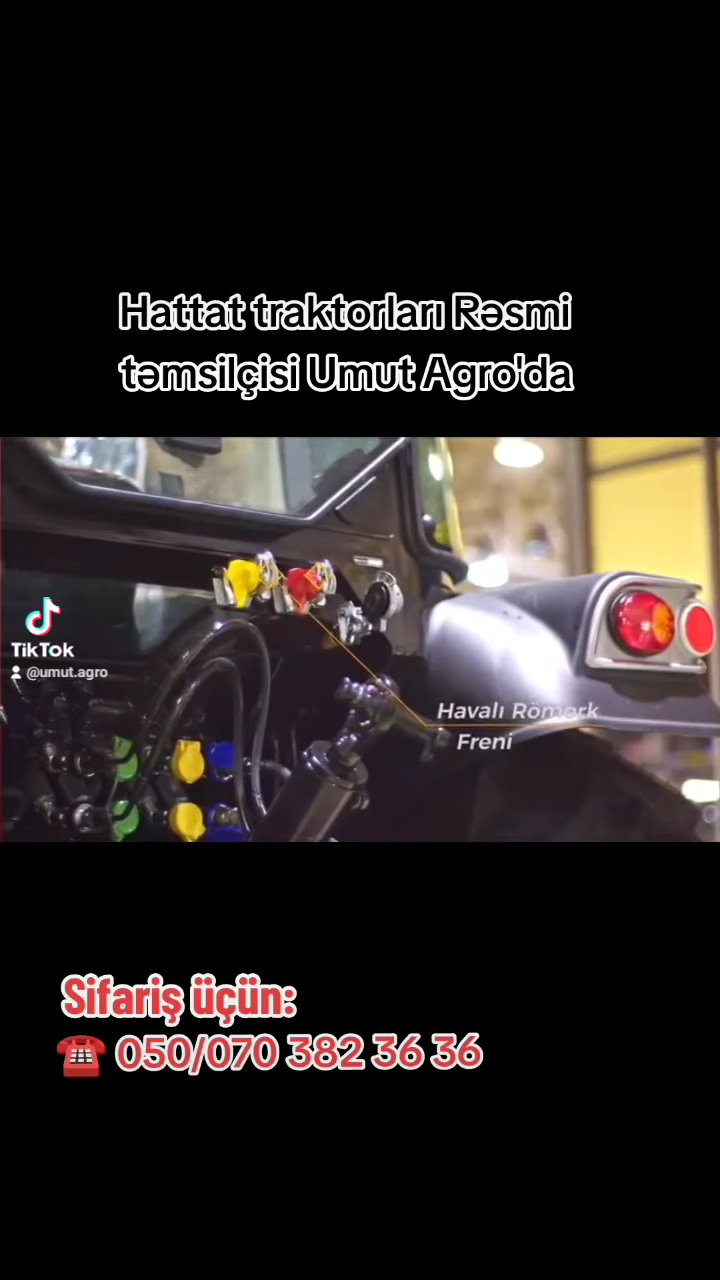 Hattat traktorları Rəsmi
təmsilçisi Umut Agro'da
TikTok
@umut.agro
Havalı Römork
Freni
Sifariş üçün:
☎ 050/070 382 36 36